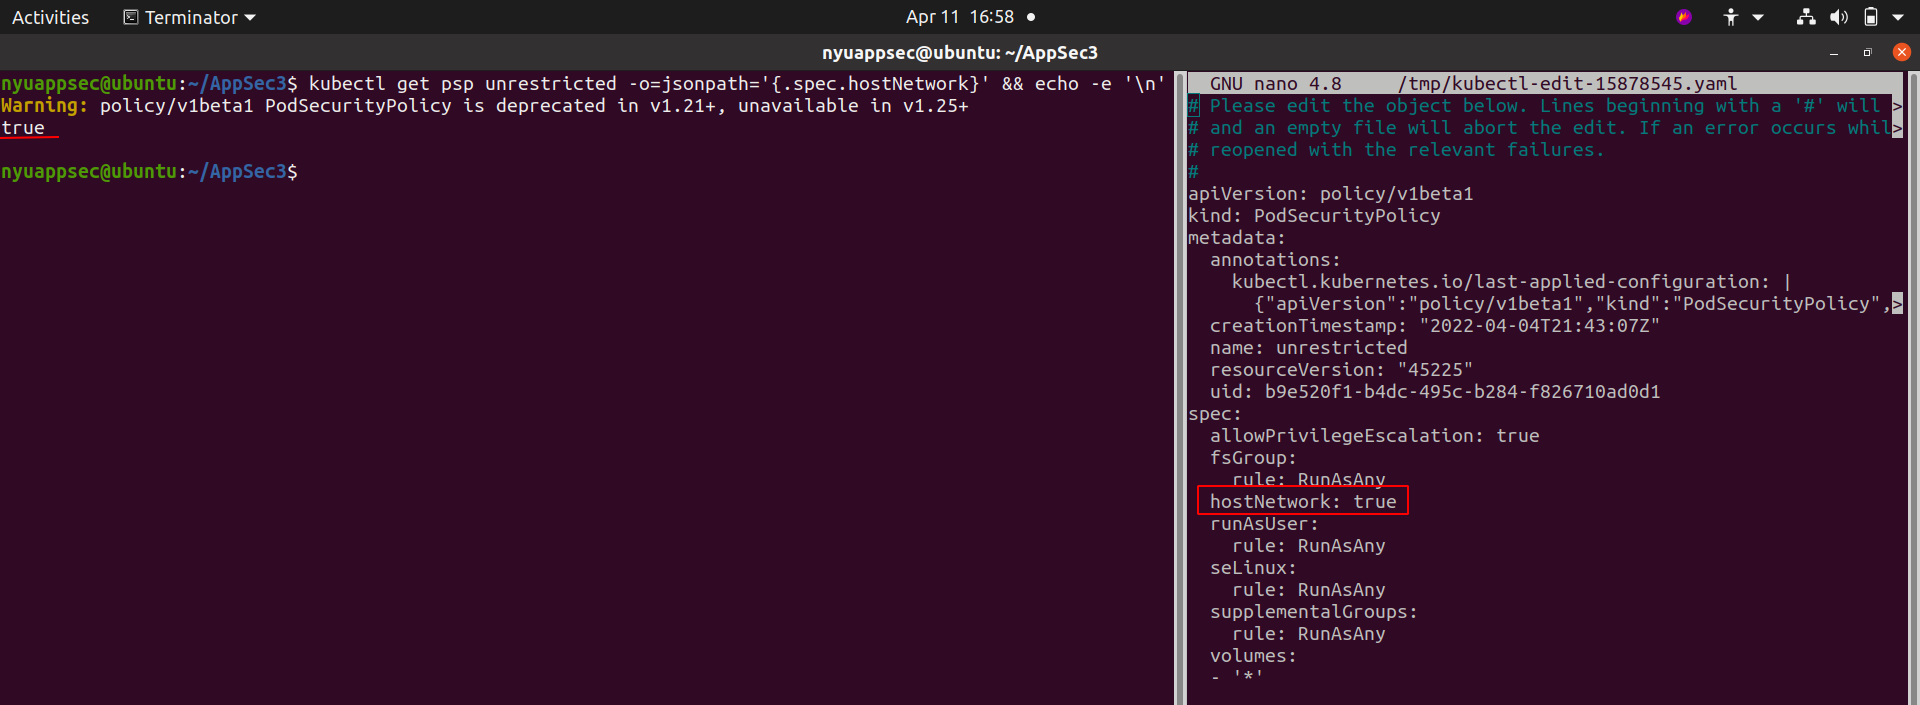 Activities
Terminator
Apr 11 16:58
nyuappsec@ubuntu: ~/AppSec3
nyuappsec@ubuntu:~/AppSec3$ kubectl get psp unrestricted -o=jsonpath='{.spec.hostNetwork}' && echo -e '\n'
Warning: policy/v1beta1 PodSecurityPolicy is deprecated in v1.21+, unavailable in v1.25+
true
nyuappsec@ubuntu:~/AppSec3$
GNU nano 4.8 /tmp/kubectl-edit-15878545.yaml
# Please edit the object below. Lines beginning with a '#' will >
# and an empty file will abort the edit. If an error occurs whil>
# reopened with the relevant failures.
#
apiVersion: policy/v1beta1
kind: PodSecurityPolicy
metadata:
  annotations:
    kubectl.kubernetes.io/last-applied-configuration: |
      {"apiVersion":"policy/v1beta1","kind":"PodSecurityPolicy",>
  creationTimestamp: "2022-04-04T21:43:07Z"
  name: unrestricted
  resourceVersion: "45225"
  uid: b9e520f1-b4dc-495c-b284-f826710ad0d1
spec:
  allowPrivilegeEscalation: true
  fsGroup:
    rule: RunAsAny
  hostNetwork: true
  runAsUser:
    rule: RunAsAny
  seLinux:
    rule: RunAsAny
  supplementalGroups:
    rule: RunAsAny
  volumes:
  - '*'